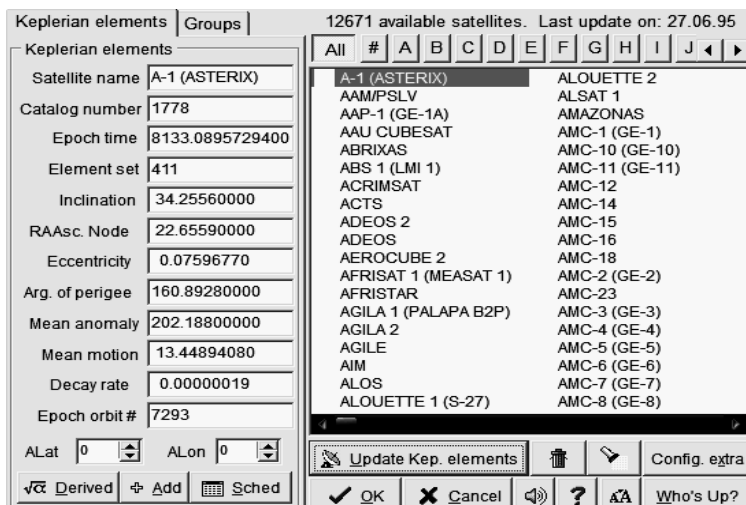 Keplerian elements Groups
Keplerian elements
Satellite name A-1 (ASTERIX)
Catalog number 1778
Epoch time 8133.0895729400
Element set 411
Inclination 34.25560000
RAAsc. Node 22.65590000
Eccentricity 0.07596770
Arg. of perigee 160.89280000
Mean anomaly 202.18800000
Mean motion 13.44894080
Decay rate 0.00000019
Epoch orbit # 7293
ALat 0 ALon 0
√α Derived Add Sched
12671 available satellites. Last update on: 27.06.95
All # A B C D E F G H I J
A-1 (ASTERIX)
AAM/PSLV
AAP-1 (GE-1A)
AAU CUBESAT
ABRIXAS
ABS 1 (LMI 1)
ACRIMSAT
ACTS
ADEOS 2
ADEOS
AEROCUBE 2
AFRISAT 1 (MEASAT 1)
AFRISTAR
AGILA 1 (PALAPA B2P)
AGILA 2
AGILE
AIM
ALOS
ALOUETTE 1 (S-27)
ALOUETTE 2
ALSAT 1
AMAZONAS
AMC-1 (GE-1)
AMC-10 (GE-10)
AMC-11 (GE-11)
AMC-12
AMC-14
AMC-15
AMC-16
AMC-18
AMC-2 (GE-2)
AMC-23
AMC-3 (GE-3)
AMC-4 (GE-4)
AMC-5 (GE-5)
AMC-6 (GE-6)
AMC-7 (GE-7)
AMC-8 (GE-8)
Update Kep. elements Config. extra
OK Cancel ? AA Who's Up?